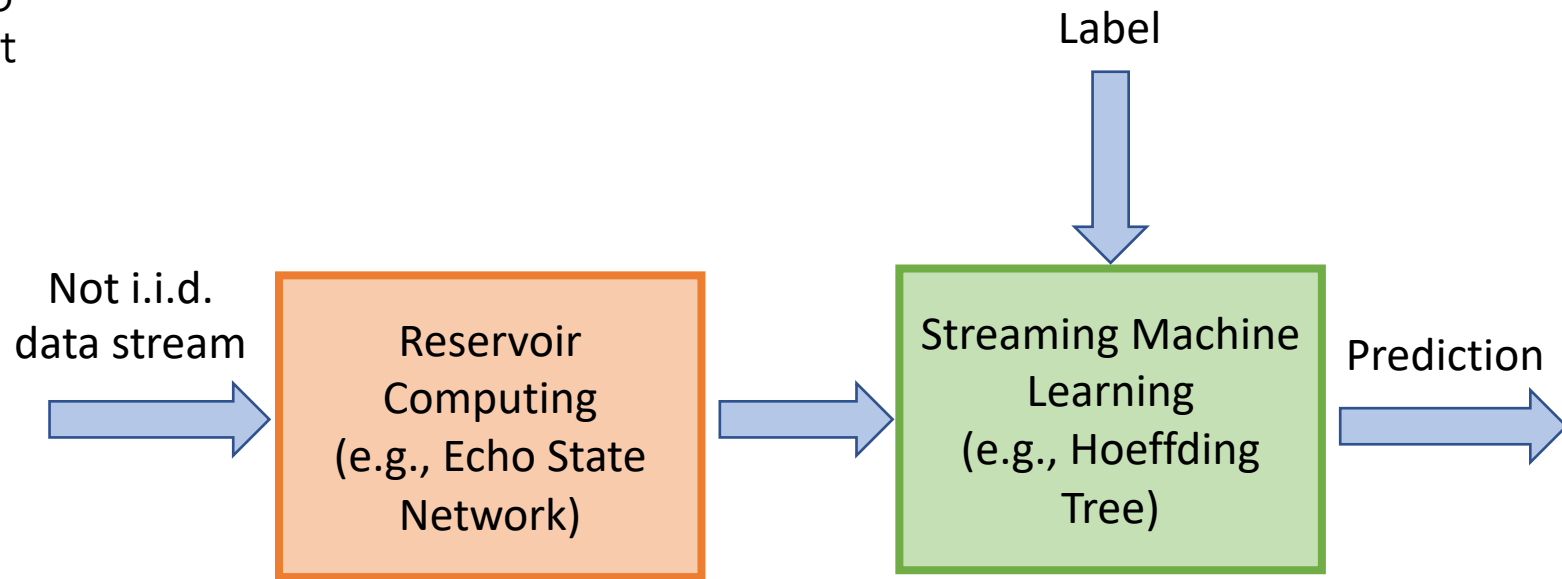 t
Label
Not i.i.d.
data stream
Reservoir
Computing
(e.g., Echo State
Network)
Streaming Machine
Learning
(e.g., Hoeffding
Tree)
Prediction